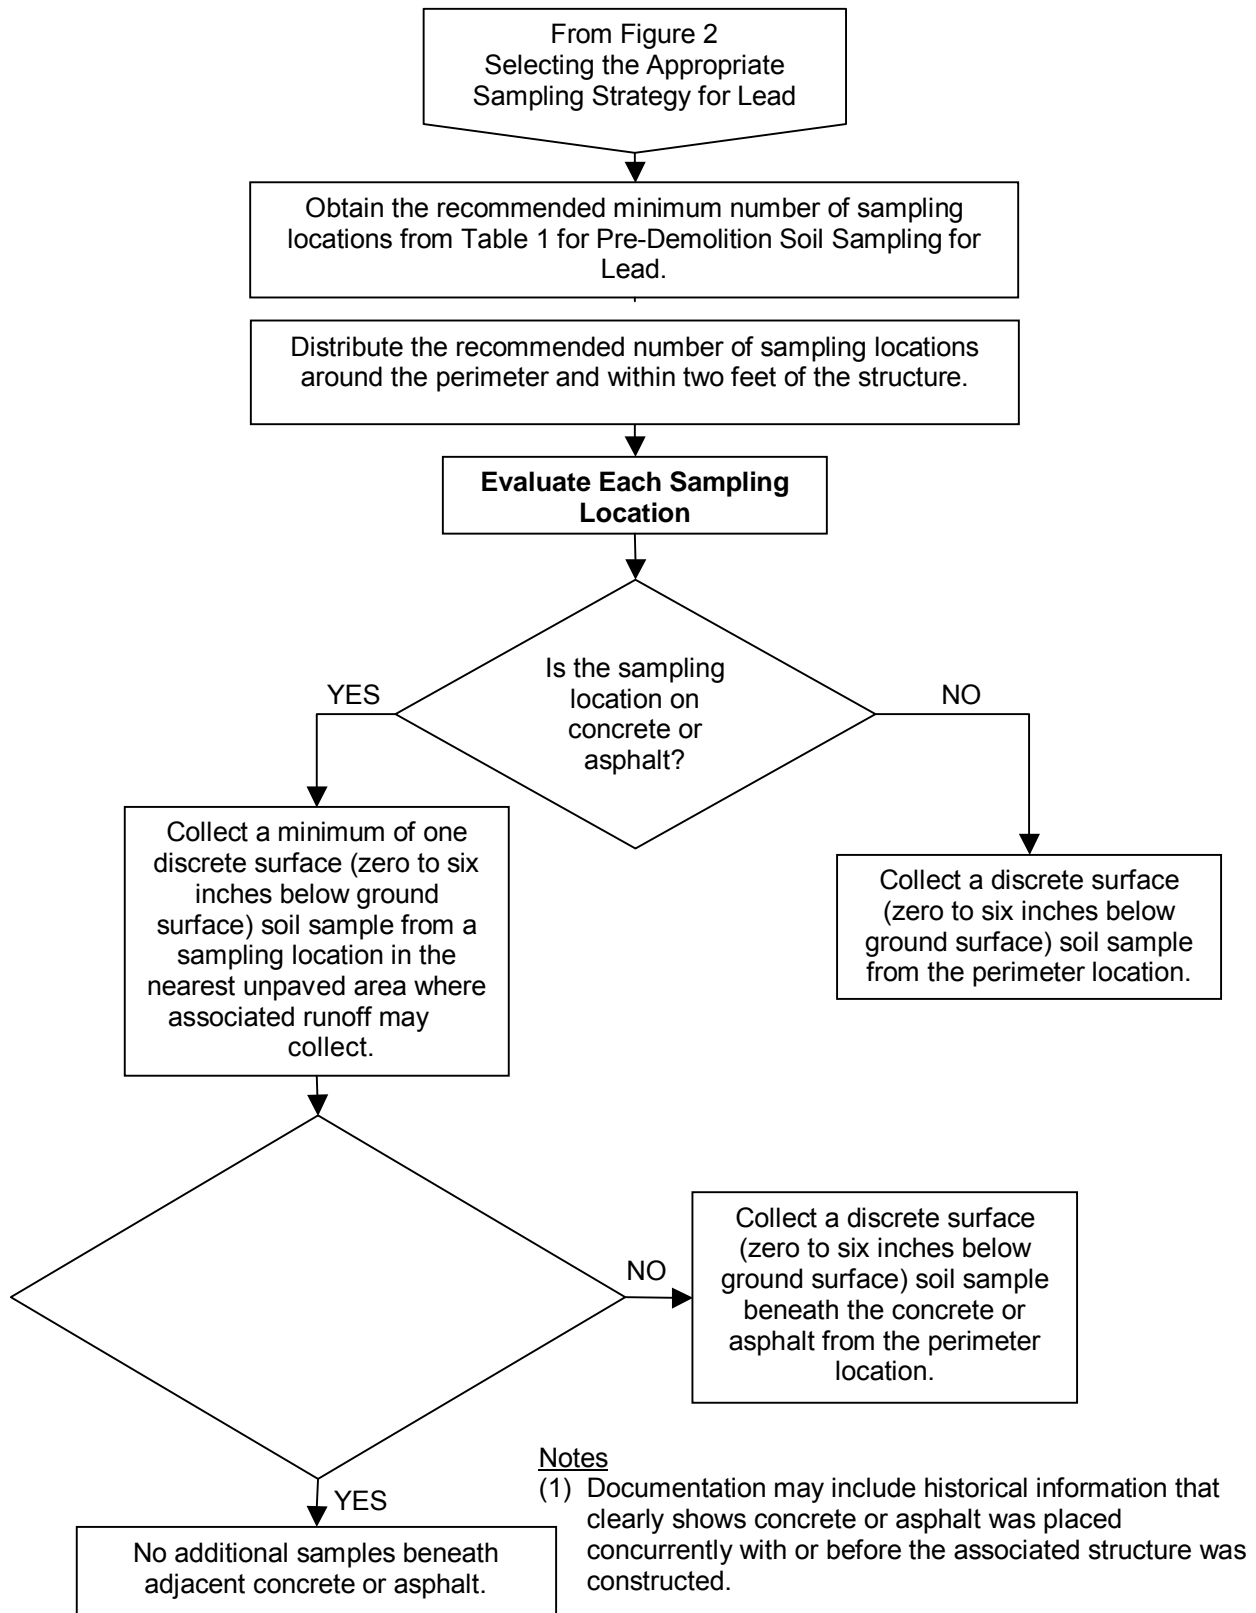 From Figure 2
Selecting the Appropriate
Sampling Strategy for Lead
Obtain the recommended minimum number of sampling
locations from Table 1 for Pre-Demolition Soil Sampling for
Lead.
Distribute the recommended number of sampling locations
around the perimeter and within two feet of the structure.
Evaluate Each Sampling
Location
Is the sampling
location on
concrete or
asphalt?
YES
NO
Collect a minimum of one
discrete surface (zero to six
inches below ground
surface) soil sample from a
sampling location in the
nearest unpaved area where
associated runoff may
collect.
Collect a discrete surface
(zero to six inches below
ground surface) soil sample
from the perimeter location.
NO
Collect a discrete surface
(zero to six inches below
ground surface) soil sample
beneath the concrete or
asphalt from the perimeter
location.
YES
No additional samples beneath
adjacent concrete or asphalt.
Notes
(1) Documentation may include historical information that
clearly shows concrete or asphalt was placed
concurrently with or before the associated structure was
constructed.